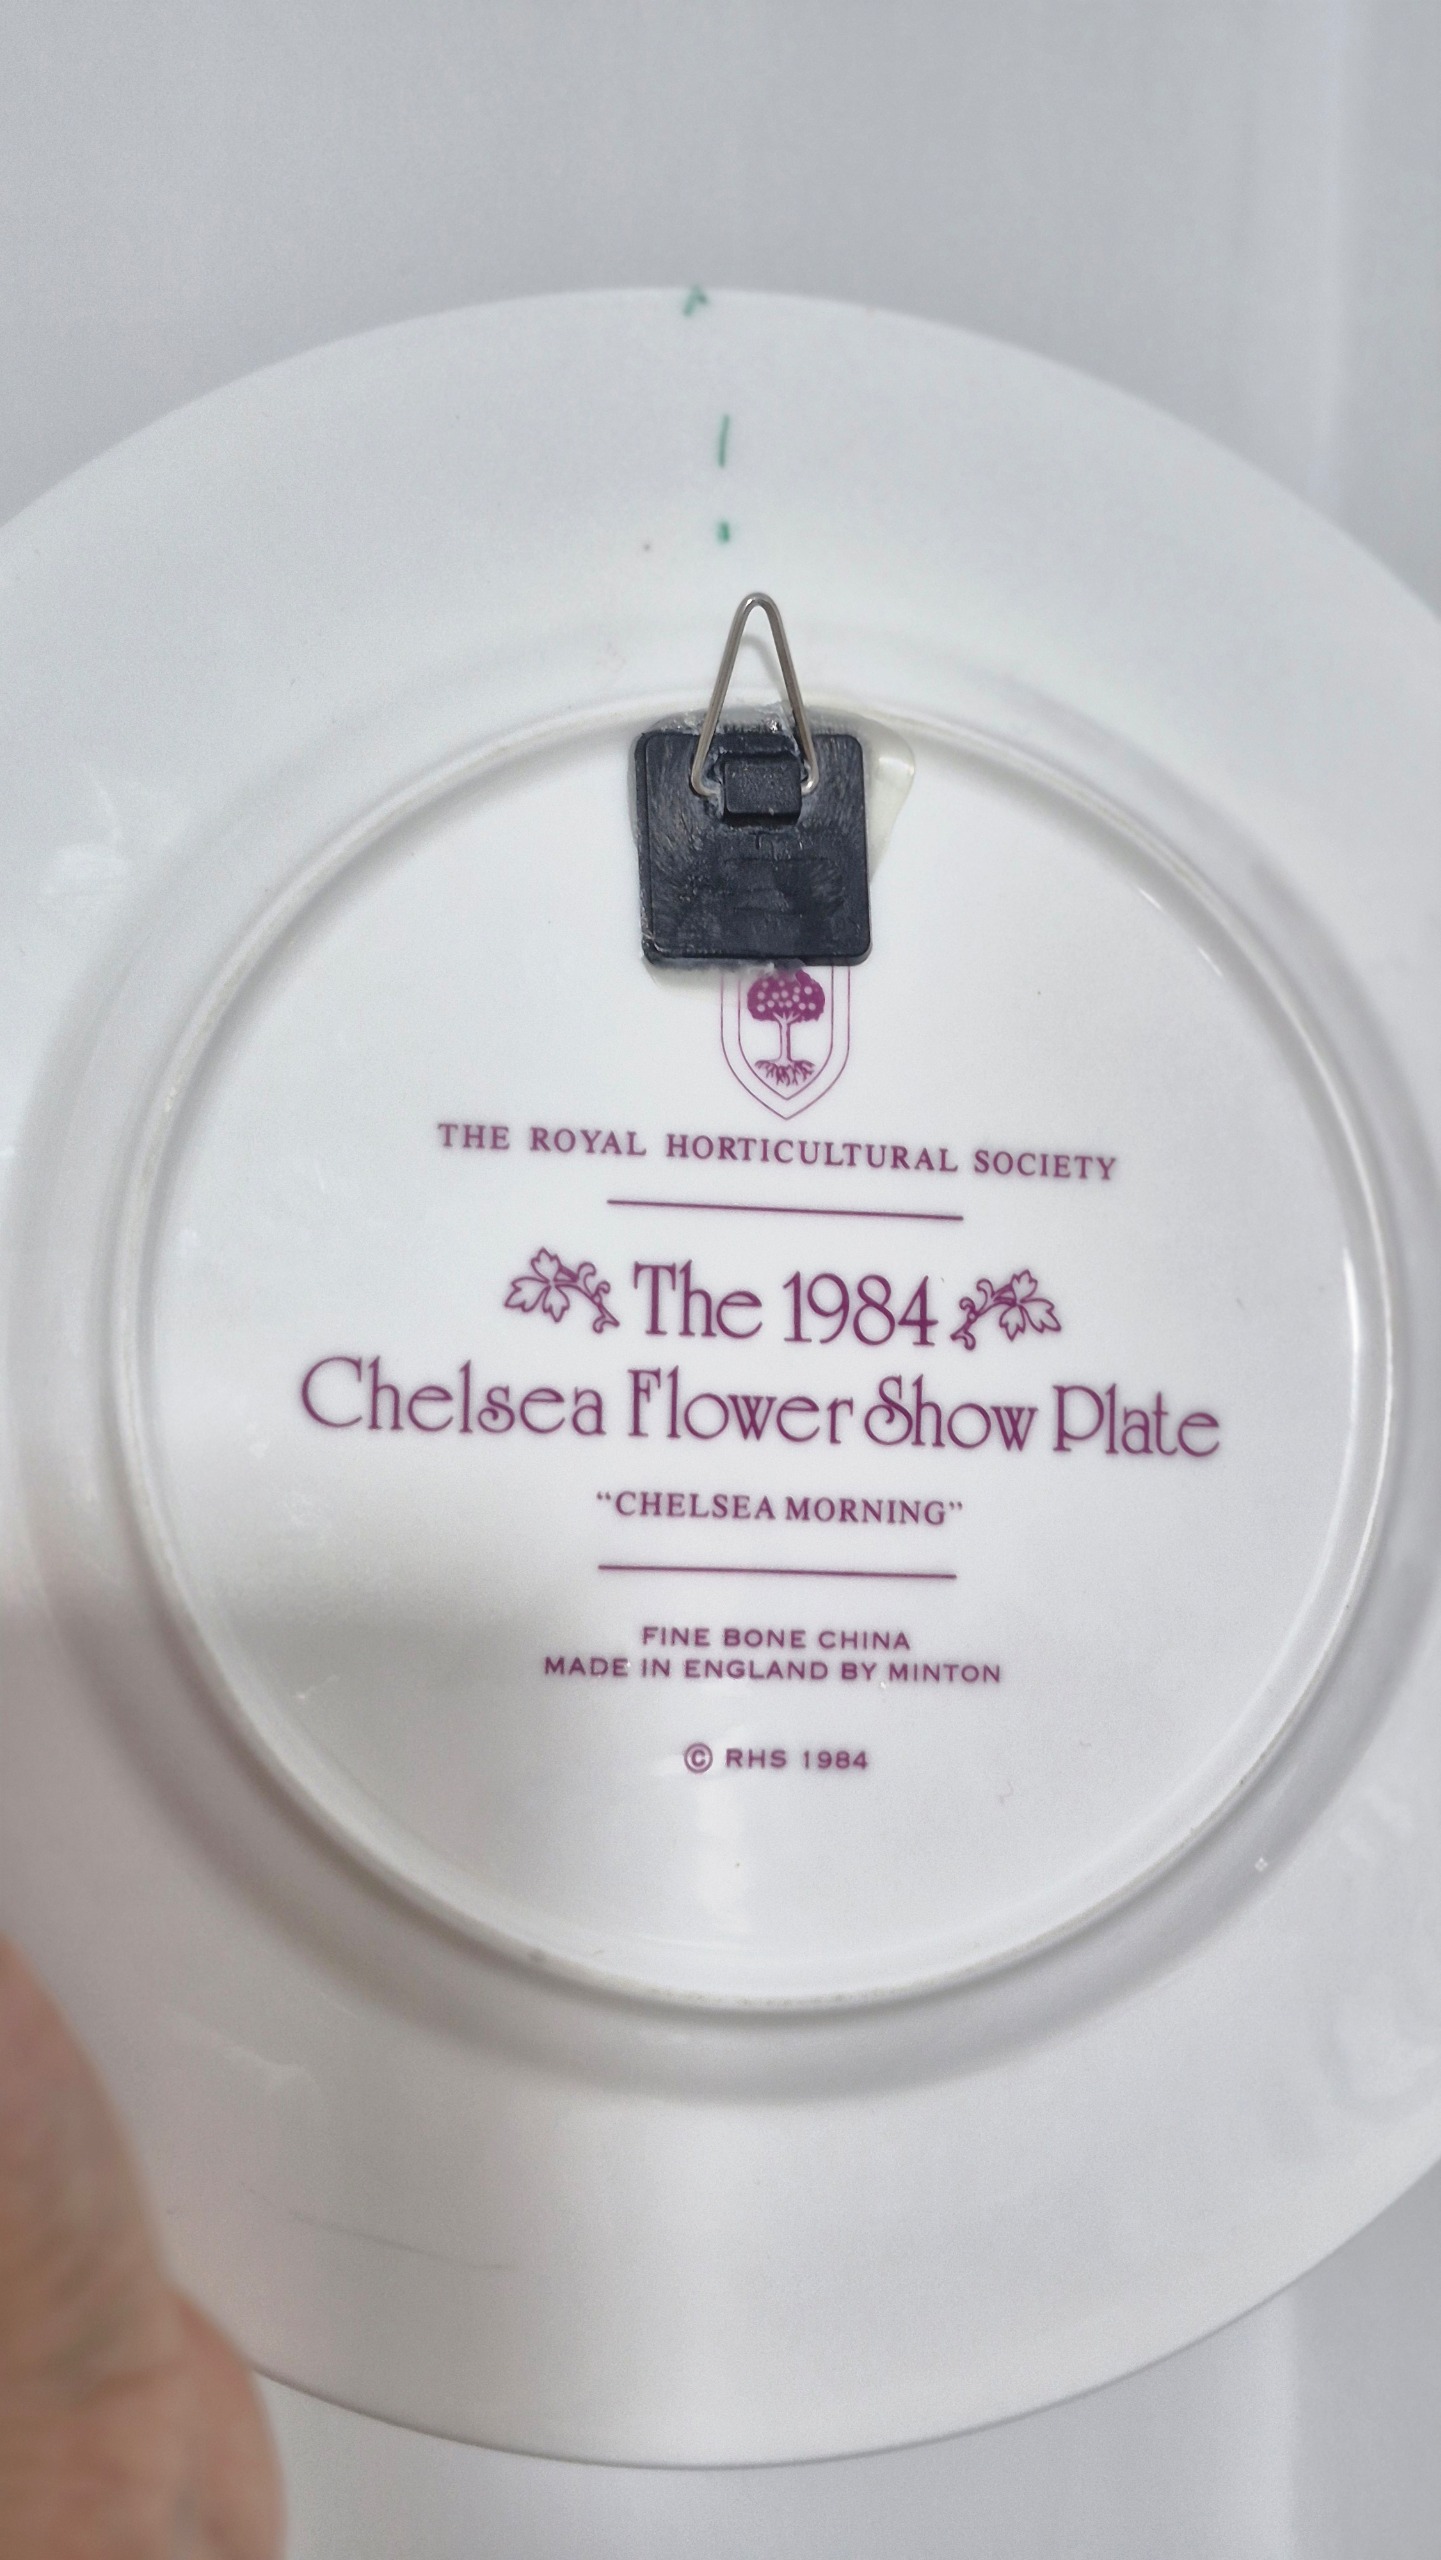 THE ROYAL HORTICULTURAL SOCIETY
The 1984
Chelsea Flower Show Plate
“CHELSEA MORNING”
FINE BONE CHINA
MADE IN ENGLAND BY MINTON
© RHS 1984